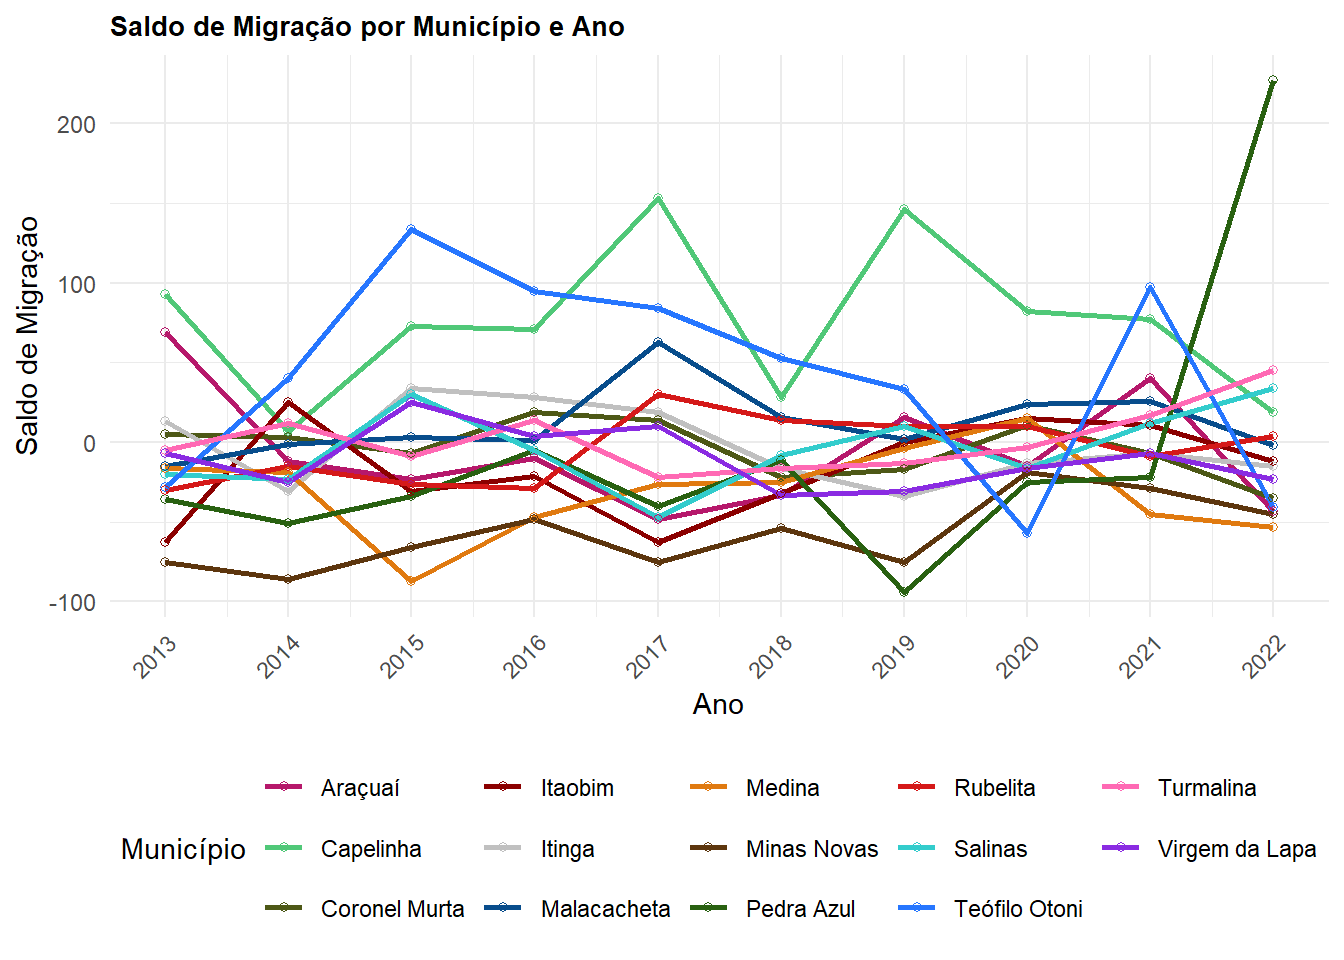 Saldo de Migração por Município e Ano
Saldo de Migração
200
100
0
-100
2013 2014 2015 2016 2017 2018 2019 2020 2021 2022
Ano
Município
Araçuaí Itaobim Medina Rubelita Turmalina
Capelinha Itinga Minas Novas Salinas Virgem da Lapa
Coronel Murta Malacacheta Pedra Azul Teófilo Otoni